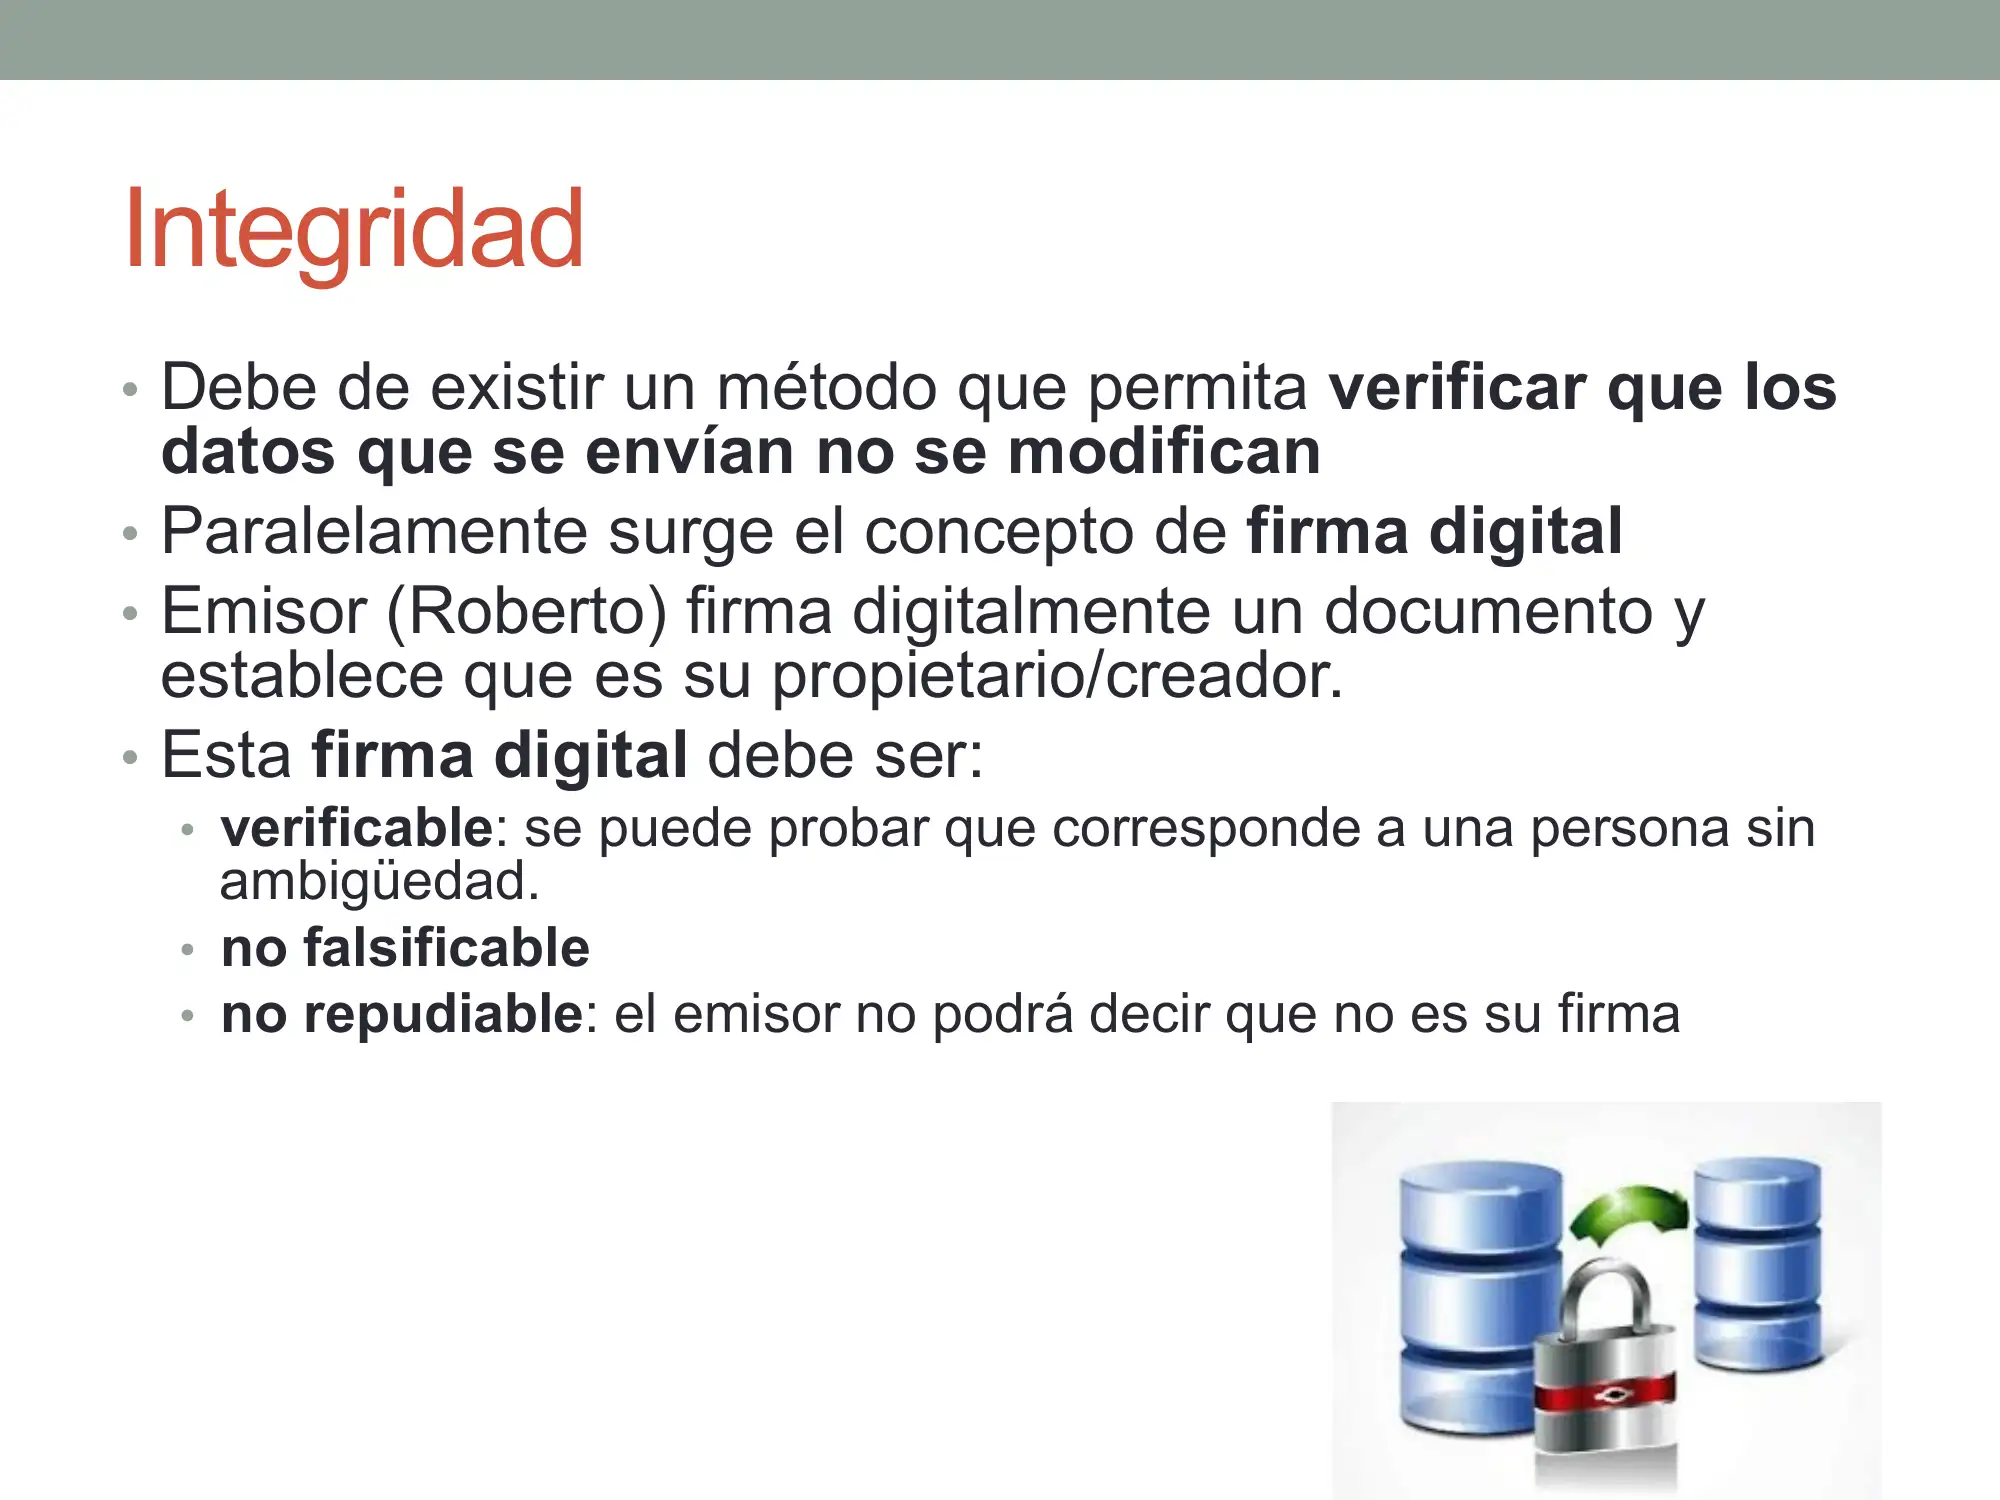 Integridad
• Debe de existir un método que permita verificar que los
datos que se envían no se modifican
• Paralelamente surge el concepto de firma digital
• Emisor (Roberto) firma digitalmente un documento y
establece que es su propietario/creador.
• Esta firma digital debe ser:
• verificable: se puede probar que corresponde a una persona sin
ambigüedad.
• no falsificable
• no repudiable: el emisor no podrá decir que no es su firma